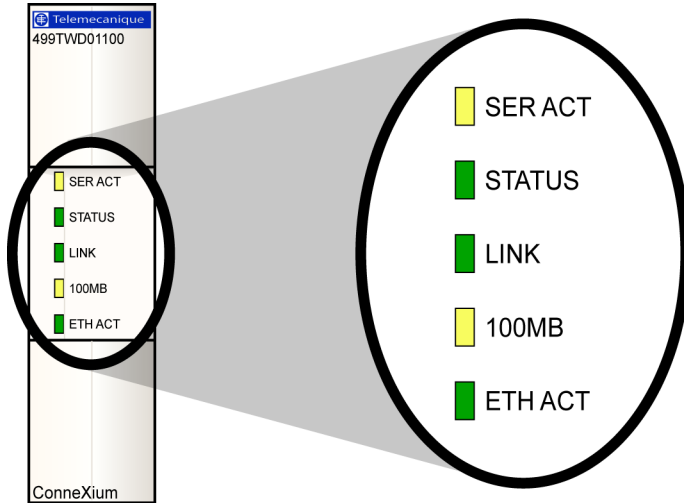 Telemecanique
499TWD01100
SER ACT
STATUS
LINK
100MB
ETH ACT
ConneXium
SER ACT
STATUS
LINK
100MB
ETH ACT